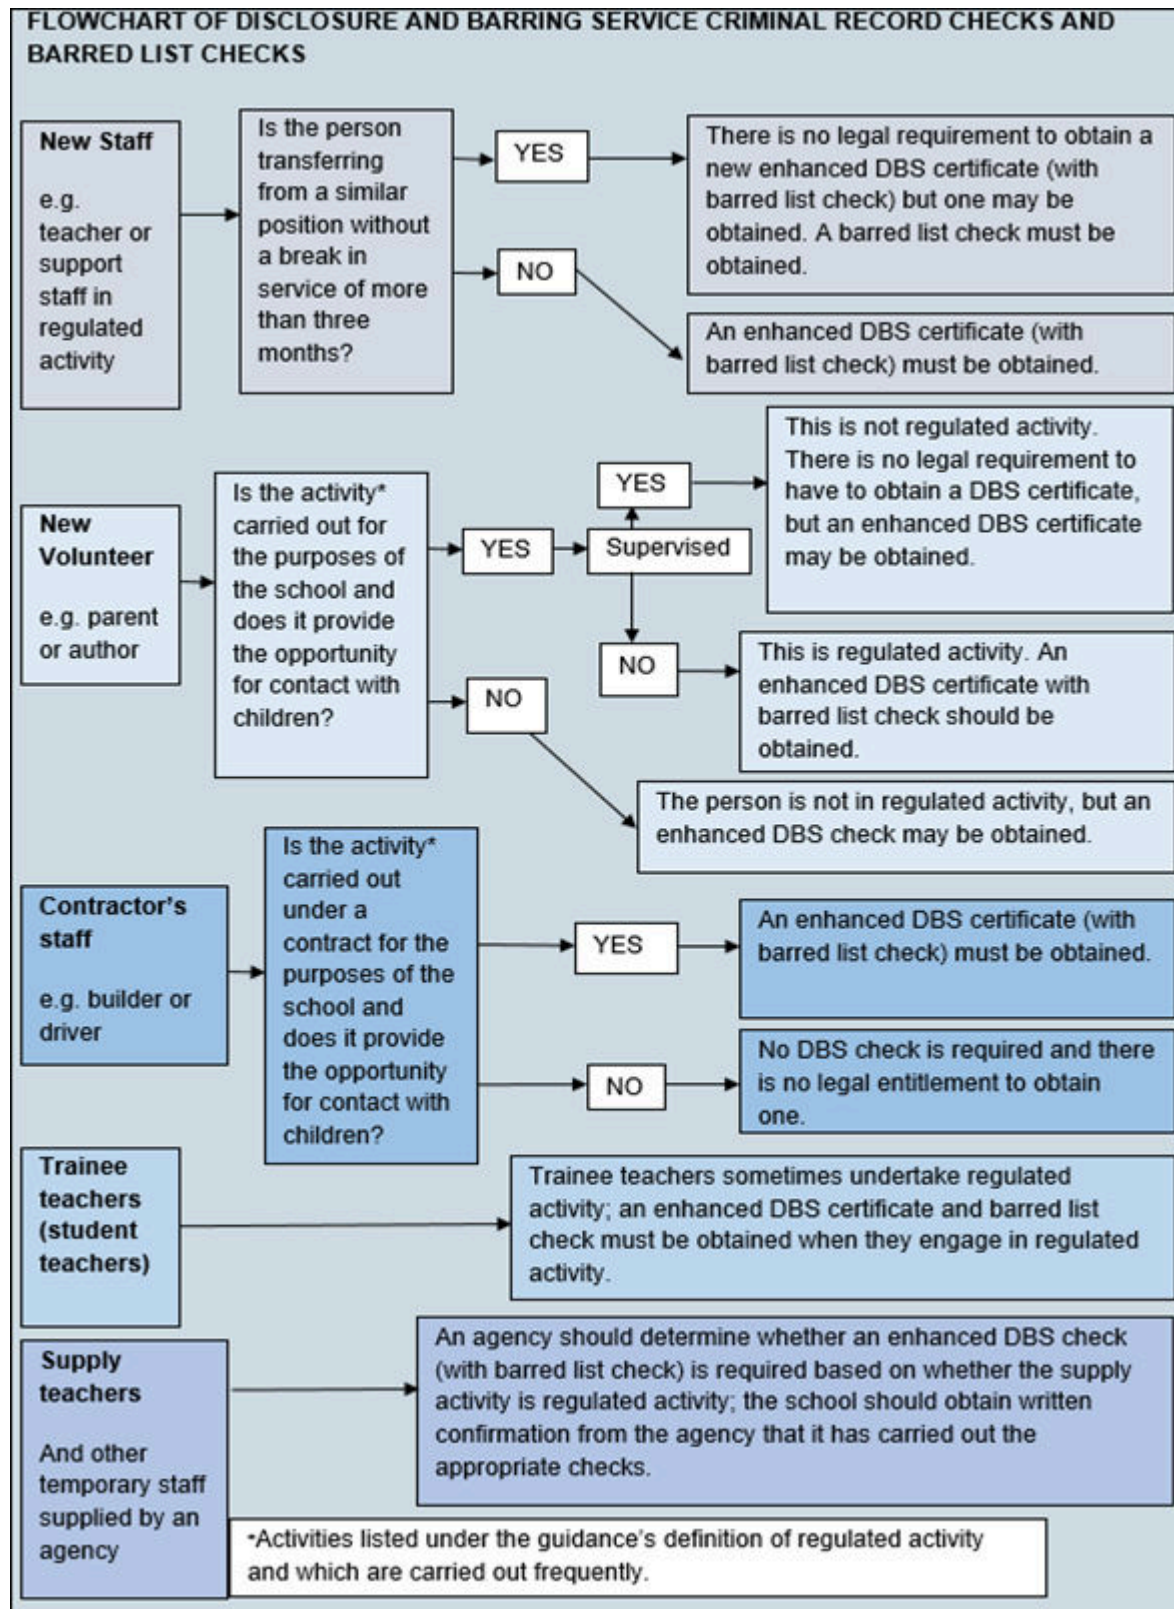 FLOWCHART OF DISCLOSURE AND BARRING SERVICE CRIMINAL RECORD CHECKS AND
BARRED LIST CHECKS
New Staff
e.g.
teacher or
support
staff in
regulated
activity
Is the person
transferring
from a similar
position without
a break in
service of more
than three
months?
YES
There is no legal requirement to obtain a
new enhanced DBS certificate (with
barred list check) but one may be
obtained. A barred list check must be
obtained.
NO
An enhanced DBS certificate (with
barred list check) must be obtained.
New
Volunteer
e.g. parent
or author
Is the activity*
carried out for
the purposes of
the school and
does it provide
the opportunity
for contact with
children?
YES
Supervised
YES
This is not regulated activity.
There is no legal requirement to
have to obtain a DBS certificate,
but an enhanced DBS certificate
may be obtained.
NO
This is regulated activity. An
enhanced DBS certificate with
barred list check should be
obtained.
NO
The person is not in regulated activity, but an
enhanced DBS check may be obtained.
Contractor's
staff
e.g. builder or
driver
Is the activity*
carried out
under a
contract for the
purposes of the
school and
does it provide
the opportunity
for contact with
children?
YES
An enhanced DBS certificate (with
barred list check) must be obtained.
NO
No DBS check is required and there
is no legal entitlement to obtain
one.
Trainee
teachers
(student
teachers)
Trainee teachers sometimes undertake regulated
activity; an enhanced DBS certificate and barred list
check must be obtained when they engage in regulated
activity.
Supply
teachers
And other
temporary staff
supplied by an
agency
An agency should determine whether an enhanced DBS check
(with barred list check) is required based on whether the supply
activity is regulated activity; the school should obtain written
confirmation from the agency that it has carried out the
appropriate checks.
*Activities listed under the guidance's definition of regulated activity
and which are carried out frequently.